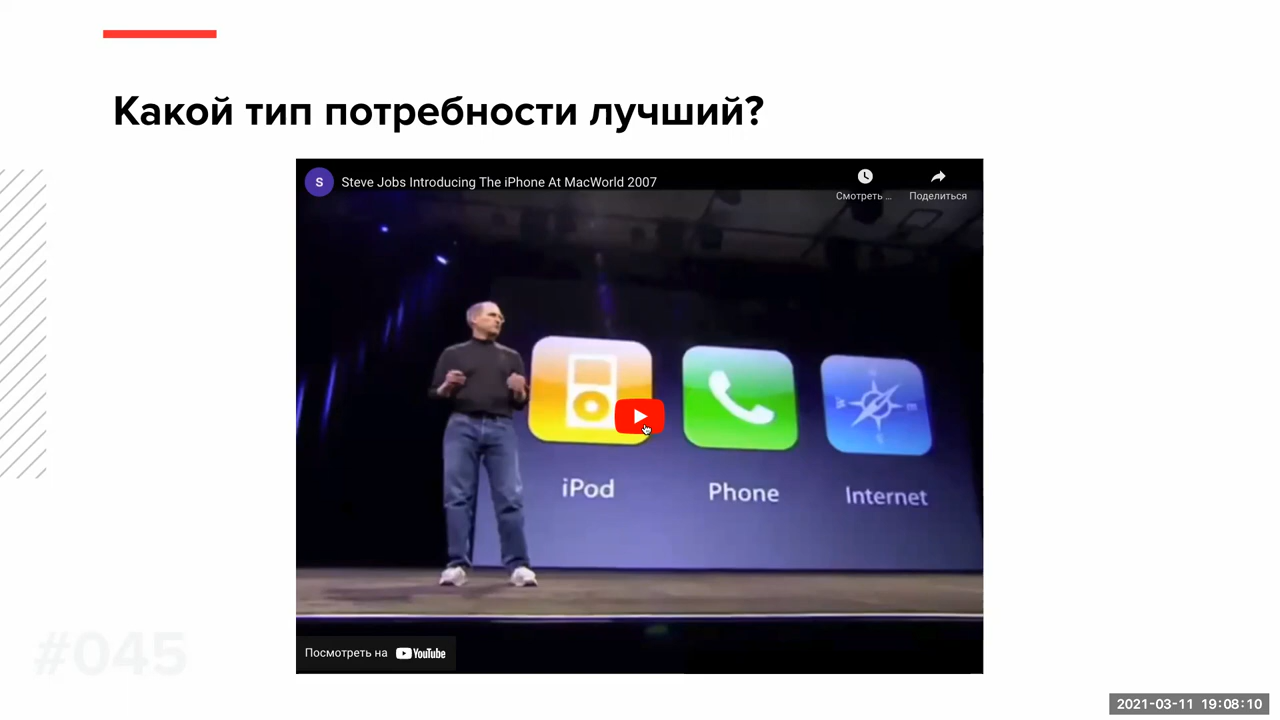 Какой тип потребности лучший?
S
Steve Jobs Introducing The iPhone At MacWorld 2007
Смотреть ...
Поделиться
iPod
Phone
Internet
Посмотреть на YouTube
#045
2021-03-11 19:08:10